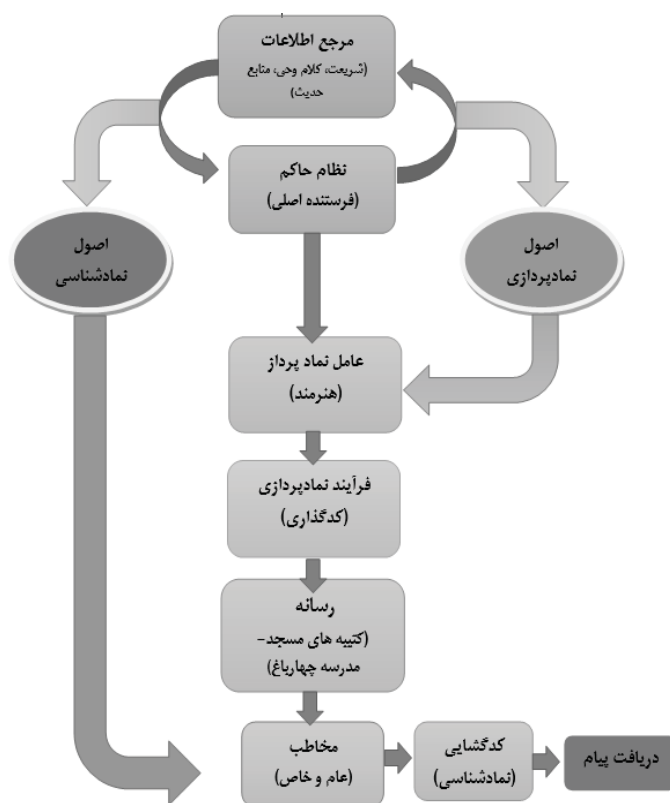 مرجع اطلاعات
(شریعت، کلام وحی، منابع
حدیث)
نظام حاکم
(فرستنده اصلی)
اصول
نمادپردازی
اصول
نمادشناسی
عامل نماد پرداز
(هنرمند)
فرآیند نمادپردازی
(کدگذاری)
رسانه
(کتیبه های مسجد-
مدرسه چهارباغ)
مخاطب
(عام و خاص)
کدگشایی
(نمادشناسی)
دریافت پیام